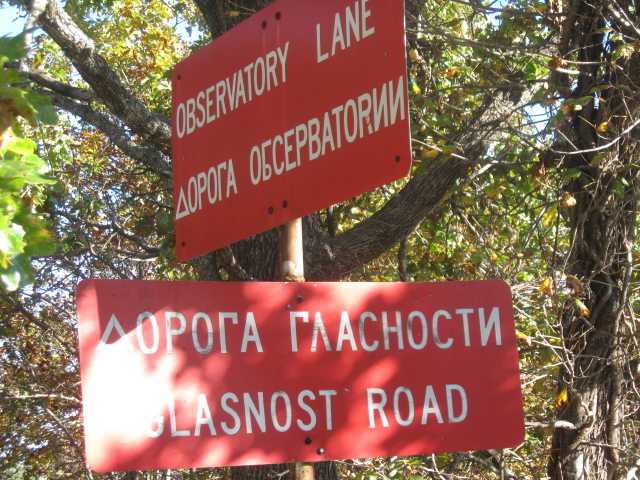 OBSERVATORY LANE
ДОРОГА ОБСЕРВАТОРИИ
ДОРОГА ГЛАСНОСТИ
GLASNOST ROAD